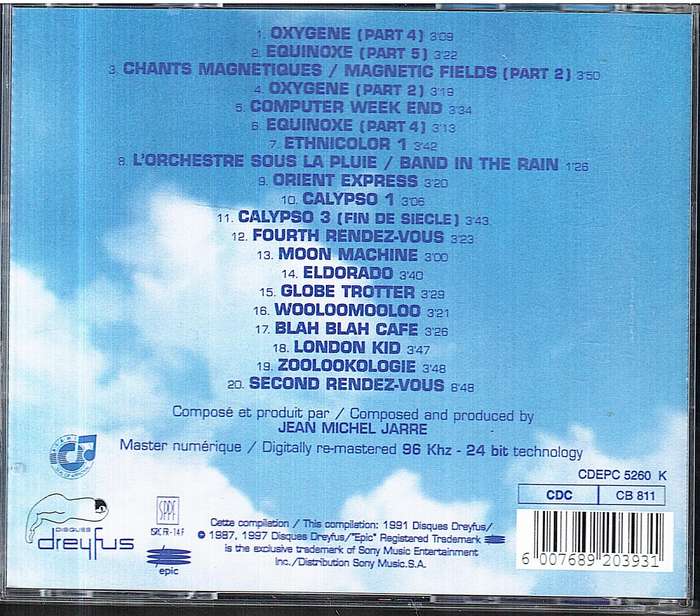 1. OXYGENE (PART 4) 3:09
2. EQUINOXE (PART 5) 3:22
3. CHANTS MAGNETIQUES / MAGNETIC FIELDS (PART 2) 3:50
4. OXYGENE (PART 2) 3:19
5. COMPUTER WEEK END 3:34
6. EQUINOXE (PART 4) 3:13
7. ETHNICOLOR 1 3:42
8. L'ORCHESTRE SOUS LA PLUIE / BAND IN THE RAIN 1:26
9. ORIENT EXPRESS 3:20
10. CALYPSO 1 3:06
11. CALYPSO 3 (FIN DE SIECLE) 3:43
12. FOURTH RENDEZ-VOUS 3:23
13. MOON MACHINE 3:00
14. ELDORADO 3:40
15. GLOBE TROTTER 3:29
16. WOOLOOMOOLOO 3:21
17. BLAH BLAH CAFE 3:26
18. LONDON KID 3:47
19. ZOOLOOKOLOGIE 3:48
20. SECOND RENDEZ-VOUS 8:48
Composé et produit par / Composed and produced by
JEAN MICHEL JARRE
Master numérique / Digitally re-mastered 96 Khz - 24 bit technology
CDEPC 5260 K
CDC CB 811
DISQUES
dreyfus
SPPF
ISRC FR-14 F
epic
Cette compilation / This compilation: 1991 Disques Dreyfus/
© 1987, 1997 Disques Dreyfus/"Epic" Registered Trademark
is the exclusive trademark of Sony Music Entertainment
Inc./Distribution Sony Music.S.A.
6 007689 203931